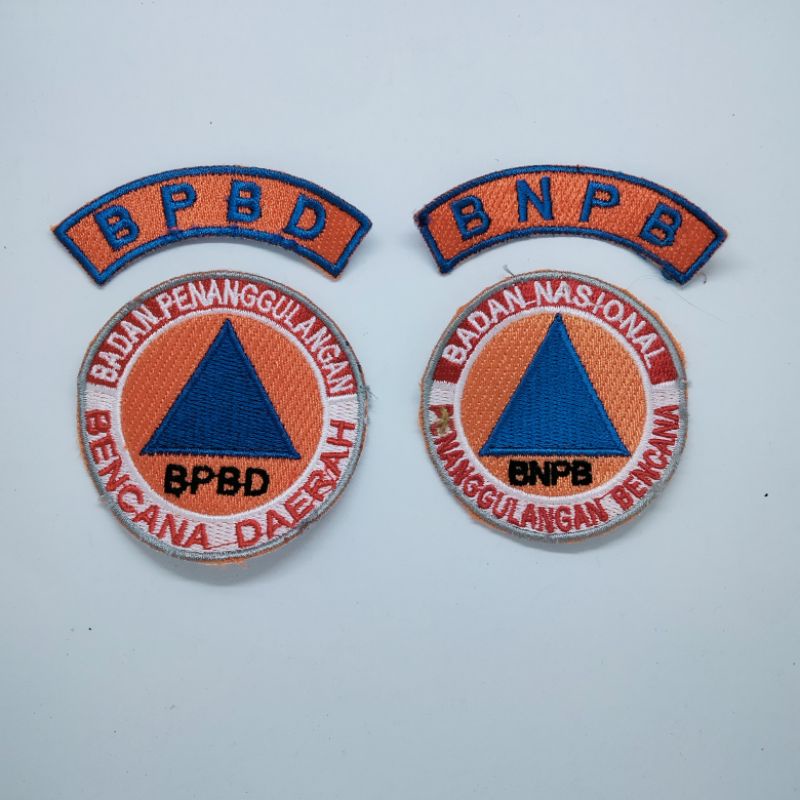 BPBD
BADAN PENANGGULANGAN
BENCANA DAERAH
BPBD
BNPB
BADAN NASIONAL
PENANGGULANGAN BENCANA
BNPB